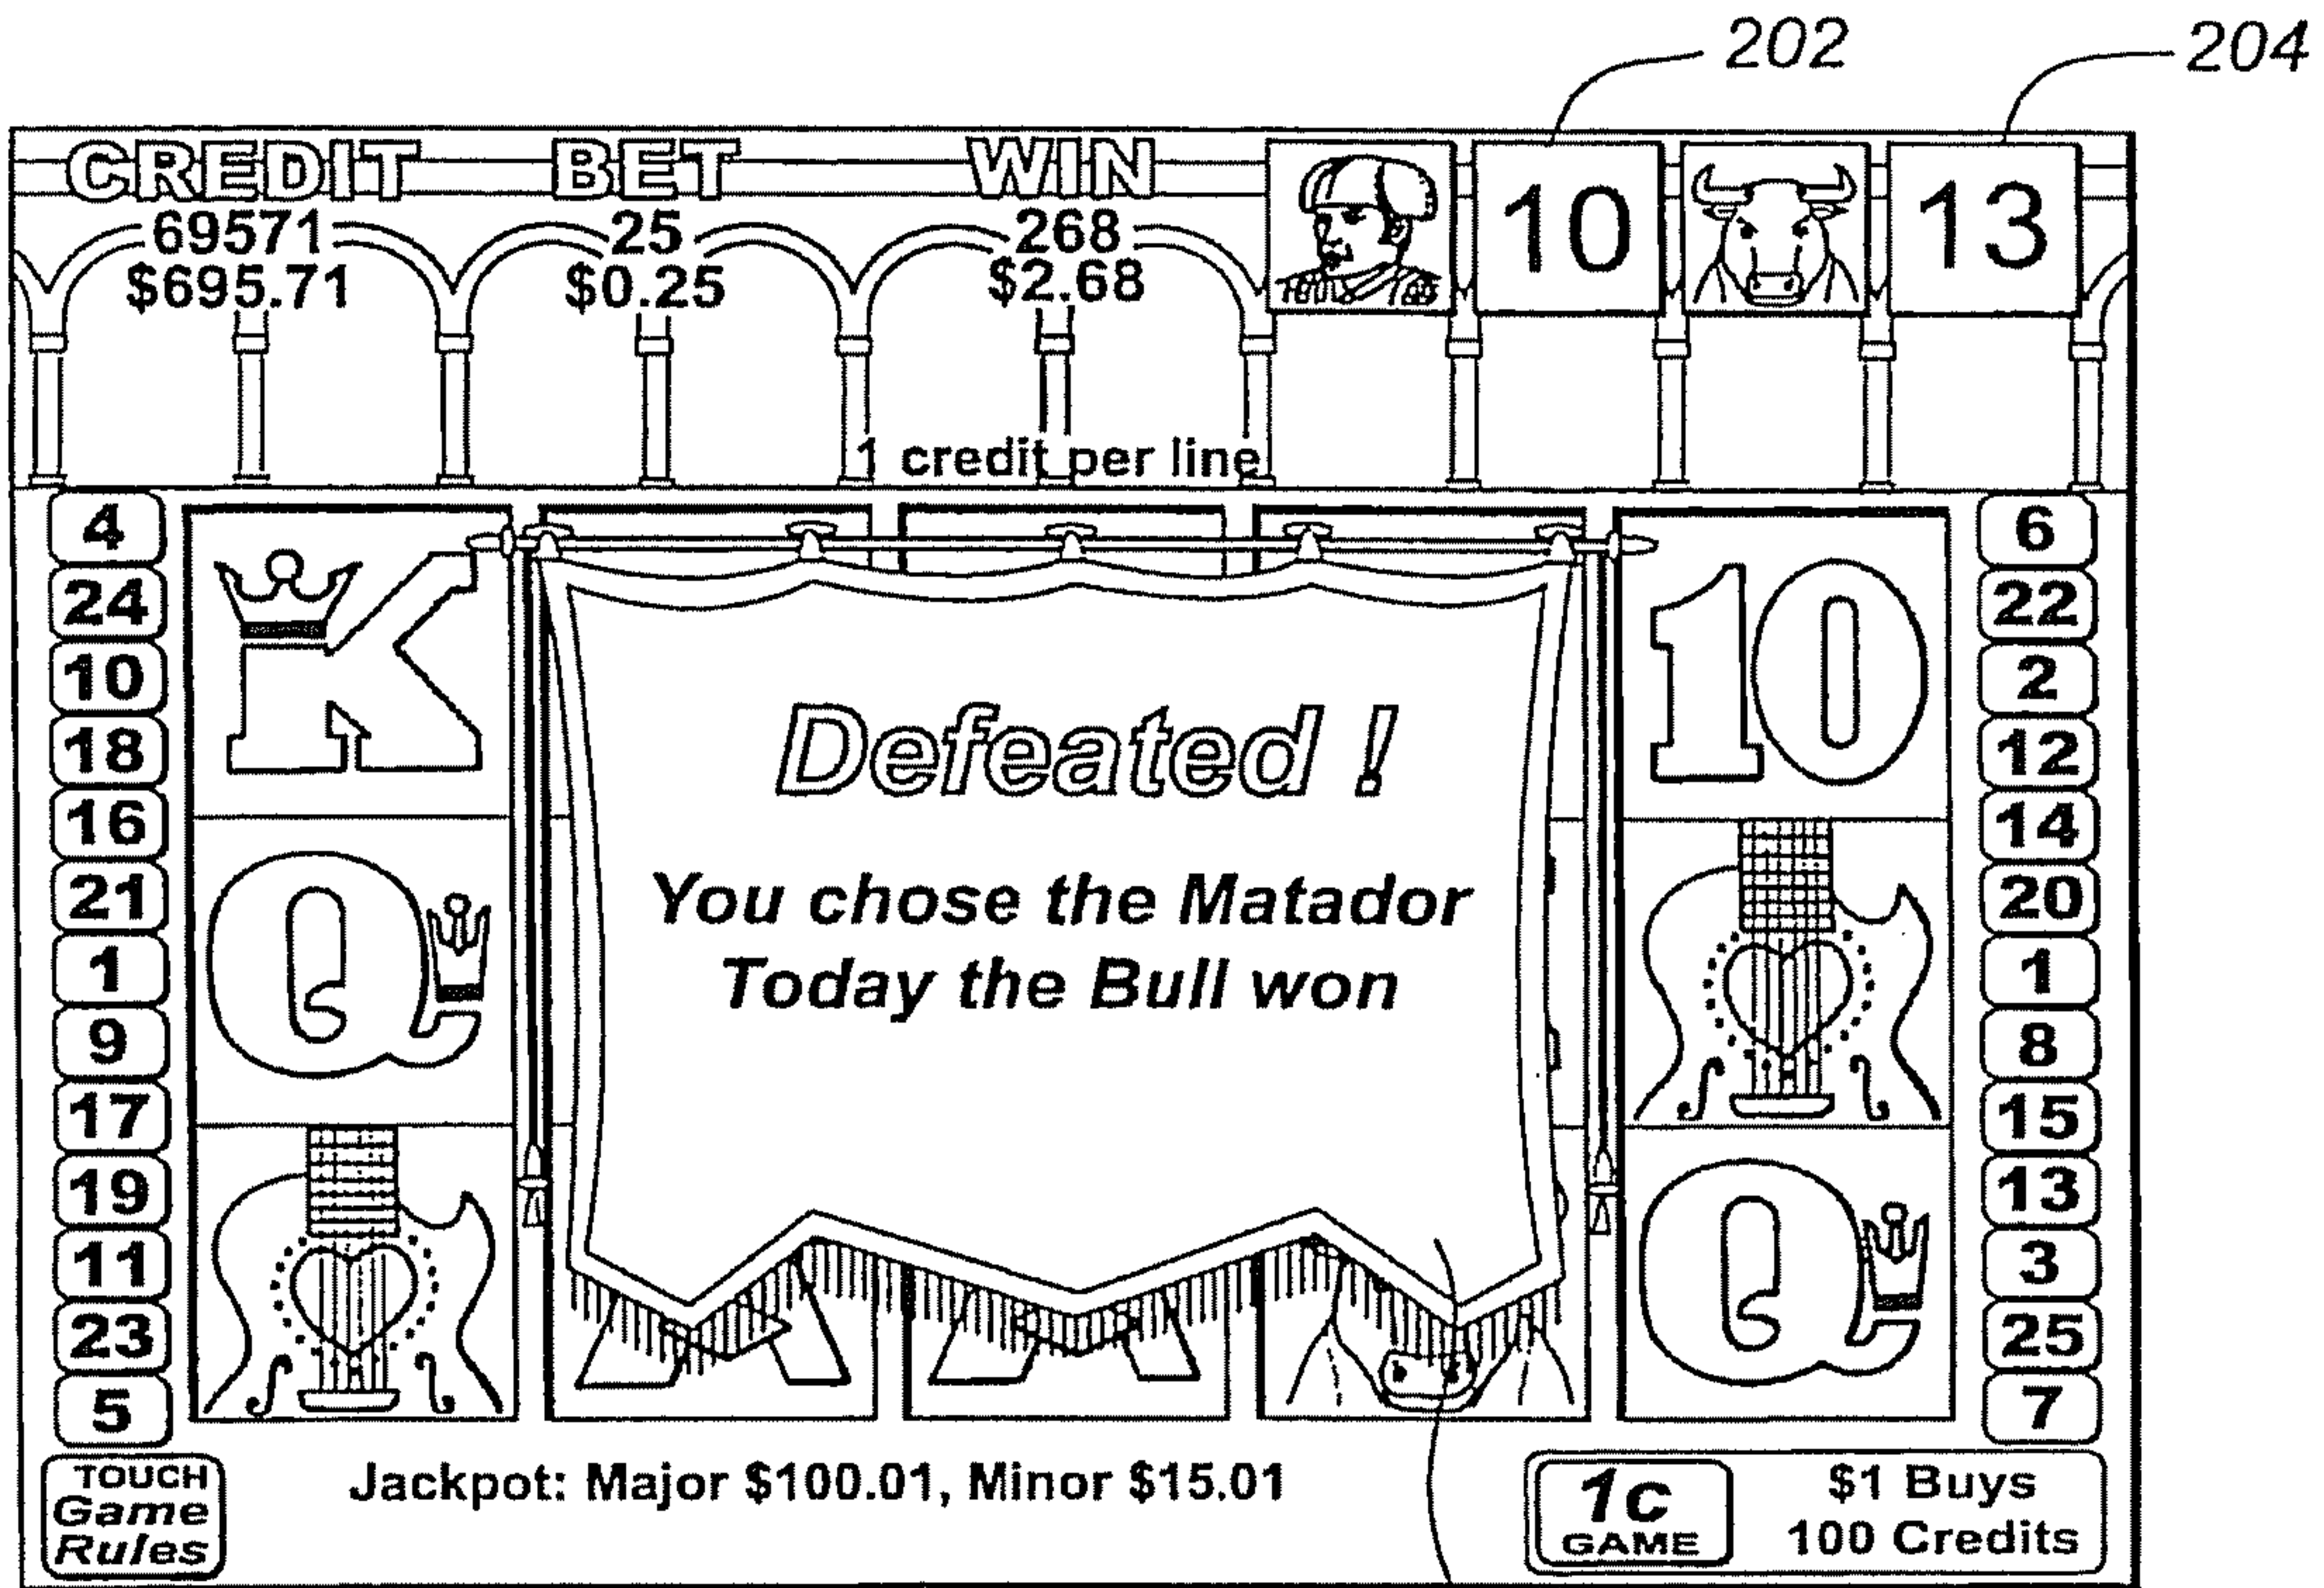 202 204
CREDIT BET WIN
69571 25 268 10 13
$695.71 $0.25 $2.68
1 credit per line
4 6
24 K 10 22
10 2
18 12
16 14
21 20
1 Defeated ! 1
9 Q You chose the Matador 8
17 Today the Bull won 15
19 Q 13
11 3
23 A A 25
5 7
TOUCH
Game
Rules
Jackpot: Major $100.01, Minor $15.01
1c
GAME
$1 Buys
100 Credits